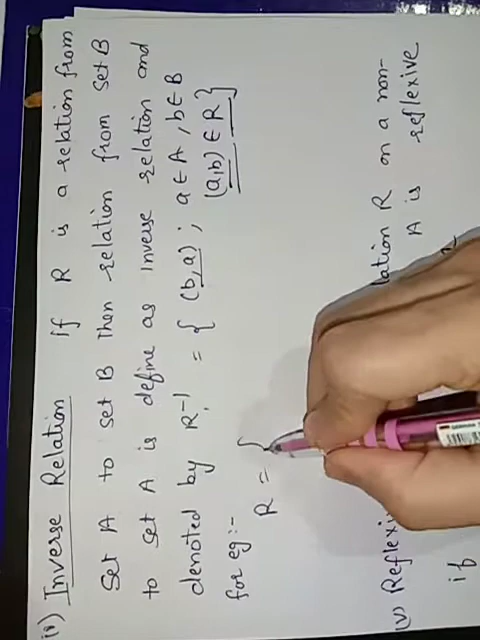 (iv) Inverse Relation if R is a relation from
Set A to set B Then relation from set B
to set A is define as inverse relation and
denoted by R⁻¹ = { (b,a) ; a ∈ A , b ∈ B
(a,b) ∈ R}
for eg:-
R = {
(v) Reflexi lation R on a non-
if A is reflexive